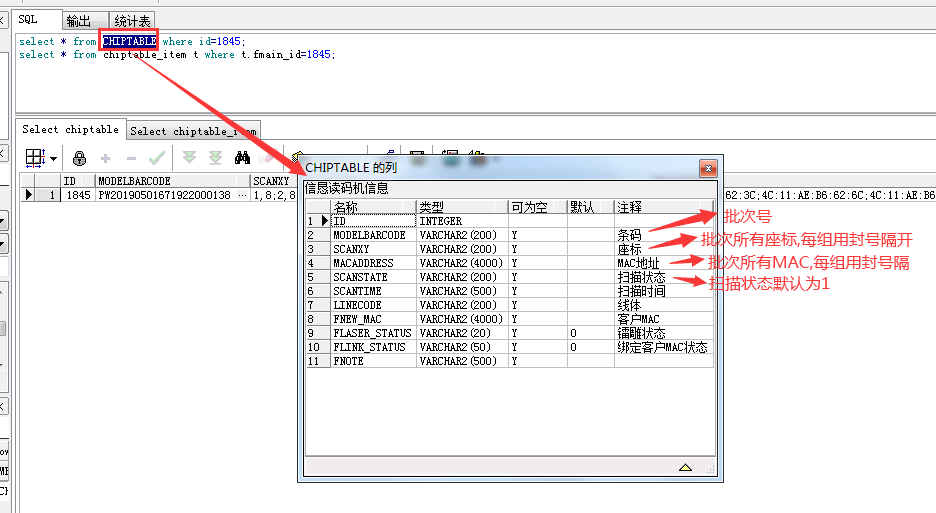 SQL 输出 统计表
select * from CHIPTABLE where id=1845;
select * from chiptable_item t where t.fmain_id=1845;
Select chiptable Select chiptable_item
ID MODELBARCODE SCANXY
1 1845 PW20190501671922000138 ... 1,8;2,8
62:3C;4C:11:AE:B6:62:6C;4C:11:AE:B6
CHIPTABLE 的列
信息读码机信息
名称 类型 可为空 默认 注释
1 ID INTEGER
2 MODELBARCODE VARCHAR2(200) Y 条码
3 SCANXY VARCHAR2(200) Y 座标
4 MACADDRESS VARCHAR2(4000) Y MAC地址
5 SCANSTATE VARCHAR2(200) Y 扫描状态
6 SCANTIME VARCHAR2(500) Y 扫描时间
7 LINECODE VARCHAR2(200) Y 线体
8 FNEW_MAC VARCHAR2(4000) Y 客户MAC
9 FLASER_STATUS VARCHAR2(20) Y 0 镭雕状态
10 FLINK_STATUS VARCHAR2(50) Y 0 绑定客户MAC状态
11 FNOTE VARCHAR2(500) Y
批次号
批次所有座标,每组用封号隔开
批次所有MAC,每组用封号隔
扫描状态默认为1